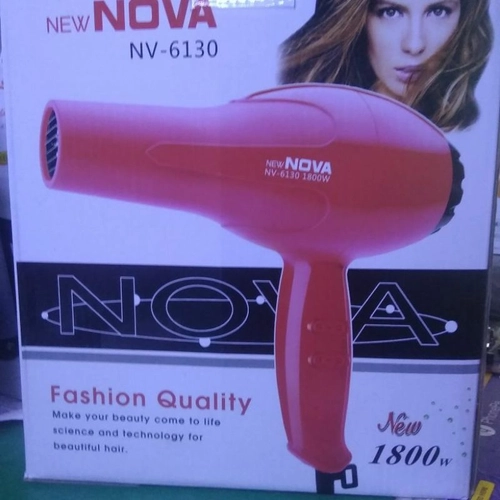 NEW NOVA
NV-6130
NEW NOVA
NV-6130 1800W
NOVA
Fashion Quality
Make your beauty come to life
science and technology for
beautiful hair.
New
1800W